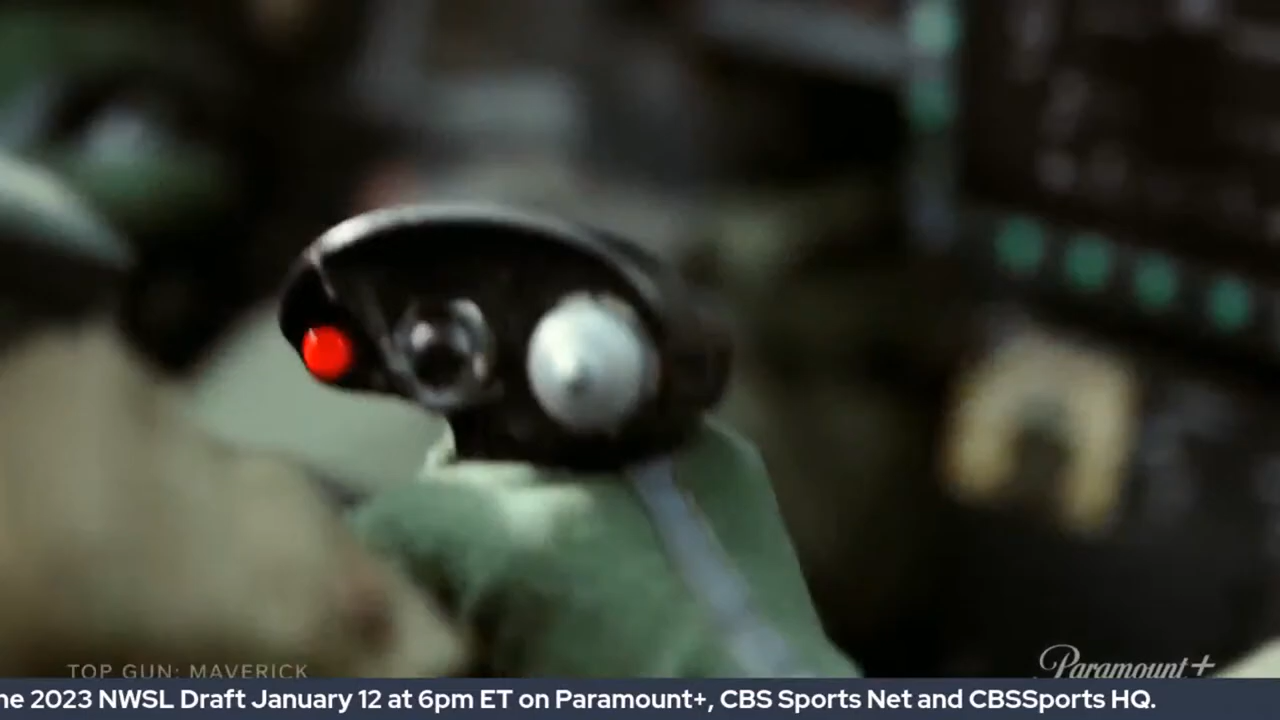 TOP GUN: MAVERICK
Paramount+
ne 2023 NWSL Draft January 12 at 6pm ET on Paramount+, CBS Sports Net and CBSSports HQ.